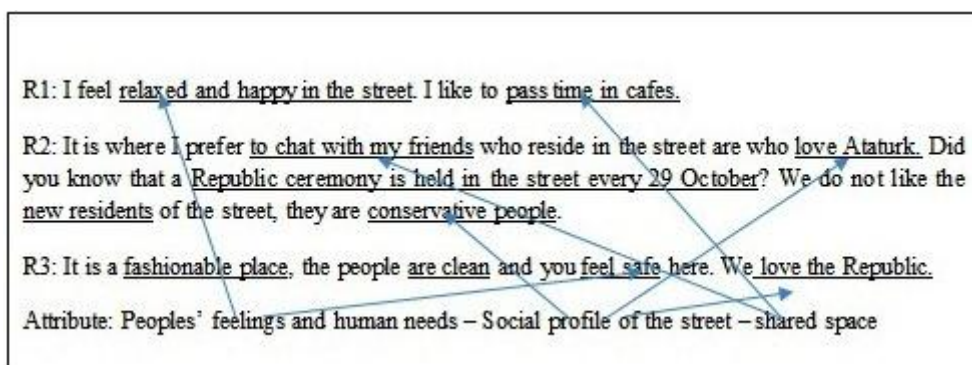 R1: I feel relaxed and happy in the street. I like to pass time in cafes.
R2: It is where I prefer to chat with my friends who reside in the street are who love Ataturk. Did
you know that a Republic ceremony is held in the street every 29 October? We do not like the
new residents of the street, they are conservative people.
R3: It is a fashionable place, the people are clean and you feel safe here. We love the Republic.
Attribute: Peoples’ feelings and human needs – Social profile of the street – shared space